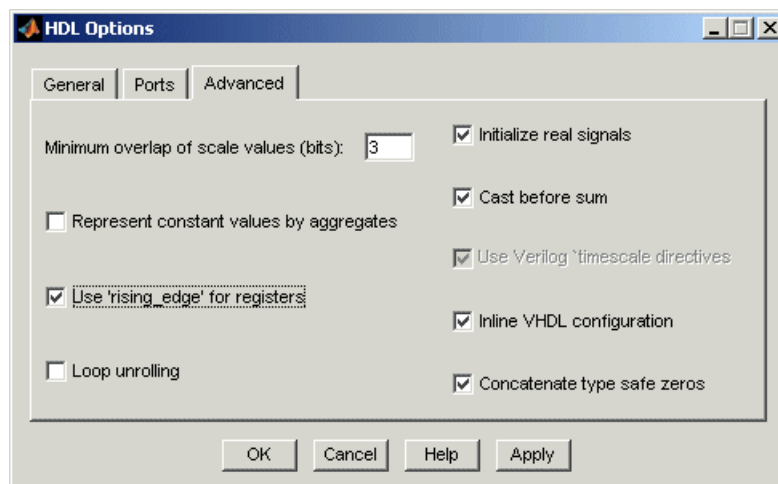 HDL Options
General Ports Advanced
Minimum overlap of scale values (bits): 3
Represent constant values by aggregates
Use 'rising_edge' for registers
Loop unrolling
Initialize real signals
Cast before sum
Use Verilog `timescale directives
Inline VHDL configuration
Concatenate type safe zeros
OK Cancel Help Apply